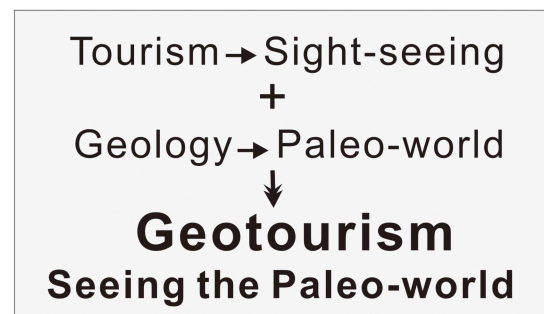 Tourism → Sight-seeing
+
Geology → Paleo-world
↓
Geotourism
Seeing the Paleo-world